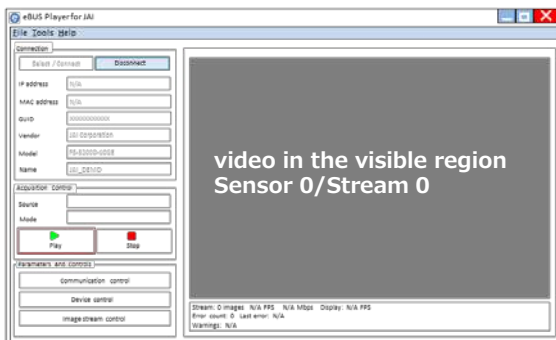 eBUS Player for JAI
File Tools Help
Connection
Select / Connect Disconnect
IP address N/A
MAC address N/A
GUID XXXXXXXXXXX
Vendor JAI Corporation
Model
Name JAI_DEMO
Acquisition Control
Source
Mode
Play Stop
Parameters and Controls
Communication control
Device control
Image stream control
video in the visible region
Sensor 0/Stream 0
Stream: 0 images N/A FPS N/A Mbps Display: N/A FPS
Error count: 0 Last error: N/A
Warnings: N/A